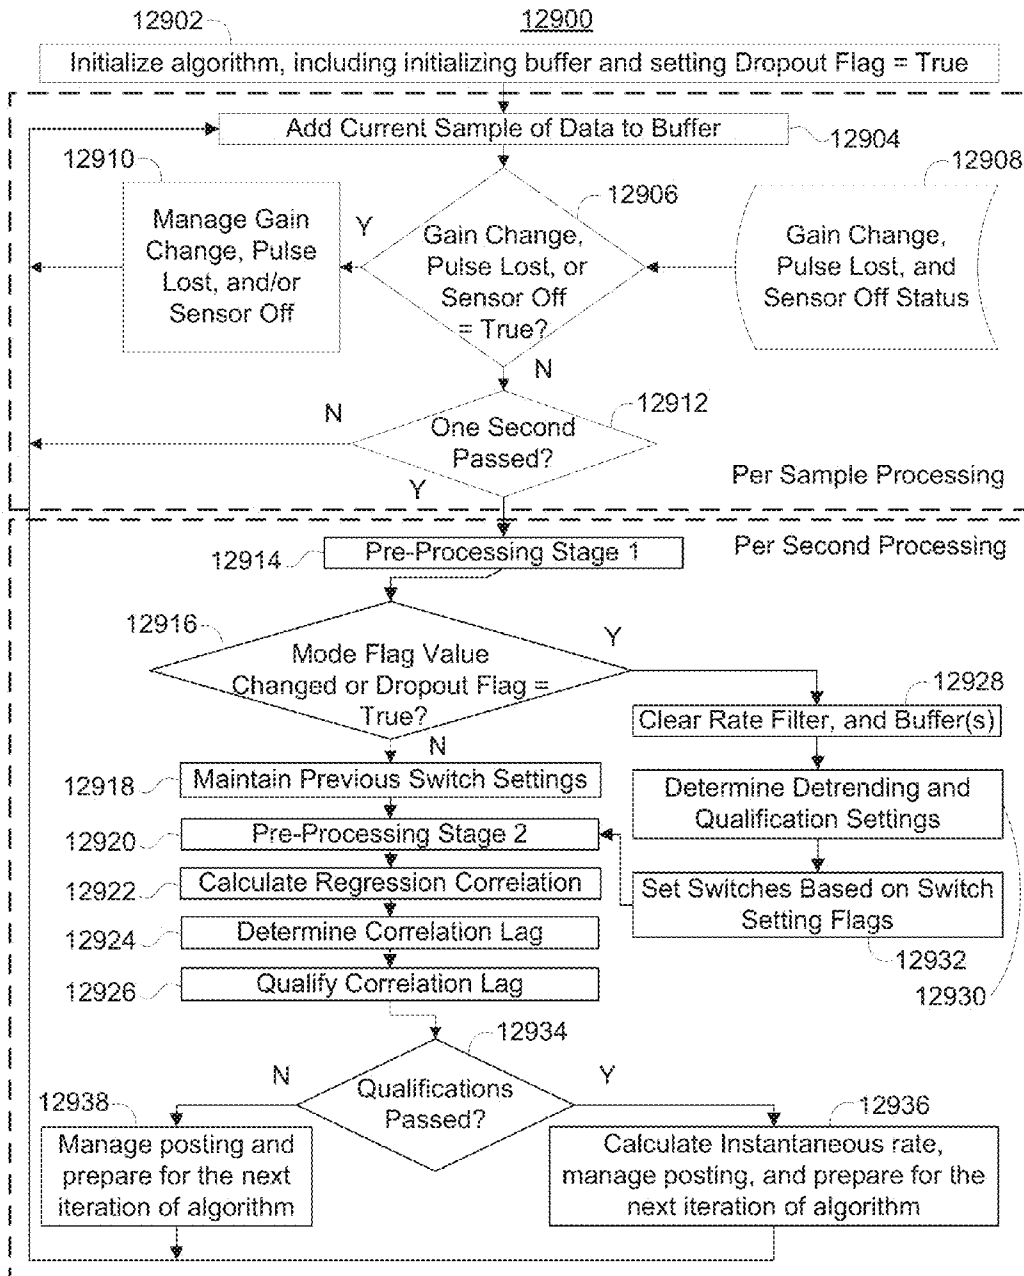 12900
12902
Initialize algorithm, including initializing buffer and setting Dropout Flag = True
Add Current Sample of Data to Buffer
12904
12910
Manage Gain
Change, Pulse
Lost, and/or
Sensor Off
Y
12906
Gain Change,
Pulse Lost, or
Sensor Off
= True?
12908
Gain Change,
Pulse Lost, and
Sensor Off Status
N
N
12912
One Second
Passed?
Y
Per Sample Processing
Per Second Processing
12914
Pre-Processing Stage 1
12916
Mode Flag Value
Changed or Dropout Flag =
True?
Y
N
12928
Clear Rate Filter, and Buffer(s)
12918
Maintain Previous Switch Settings
Determine Detrending and
Qualification Settings
12920
Pre-Processing Stage 2
12922
Calculate Regression Correlation
Set Switches Based on Switch
Setting Flags
12924
Determine Correlation Lag
12932
12926
Qualify Correlation Lag
12930
12934
N
Qualifications
Passed?
Y
12938
Manage posting and
prepare for the next
iteration of algorithm
12936
Calculate Instantaneous rate,
manage posting, and prepare for the
next iteration of algorithm